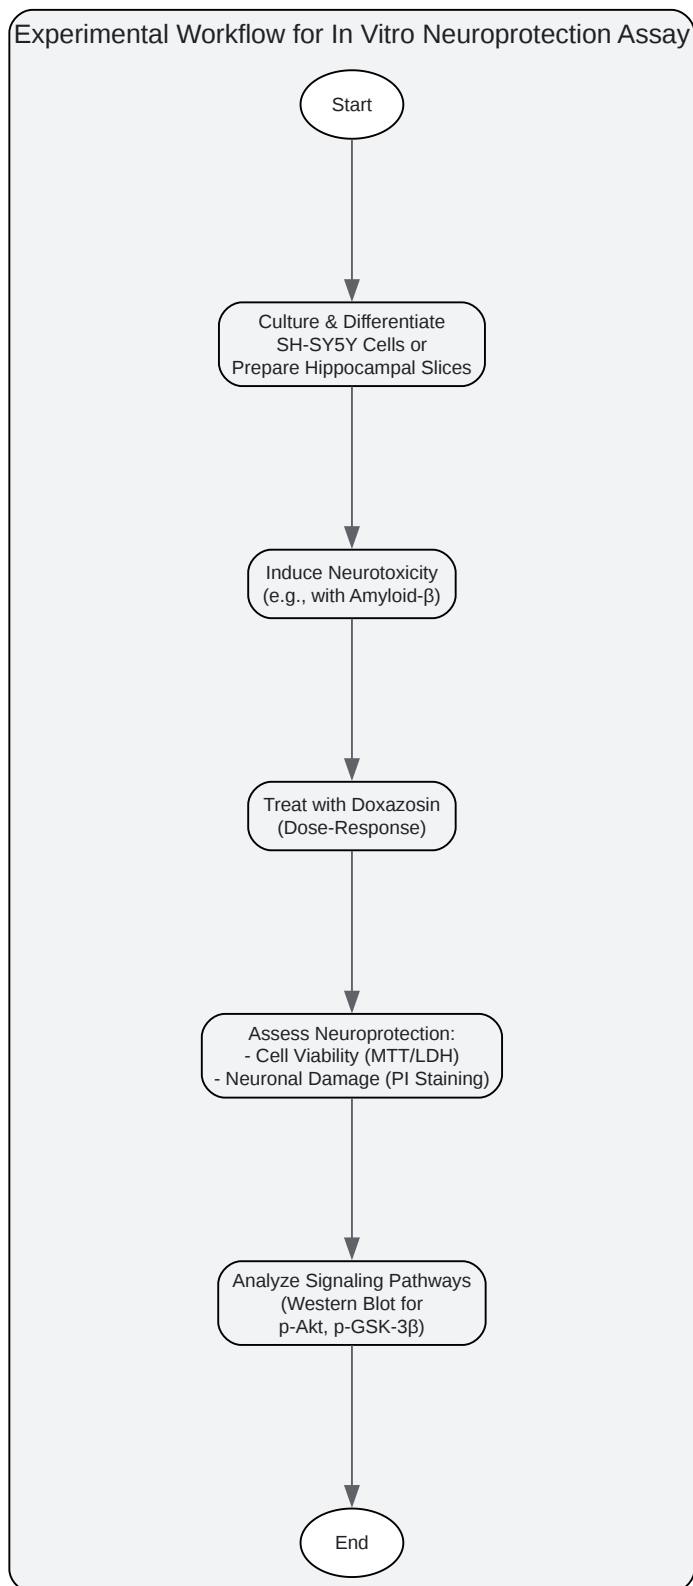 Experimental Workflow for In Vitro Neuroprotection Assay
Start
Culture & Differentiate
SH-SY5Y Cells or
Prepare Hippocampal Slices
Induce Neurotoxicity
(e.g., with Amyloid-β)
Treat with Doxazosin
(Dose-Response)
Assess Neuroprotection:
- Cell Viability (MTT/LDH)
- Neuronal Damage (PI Staining)
Analyze Signaling Pathways
(Western Blot for
p-Akt, p-GSK-3β)
End